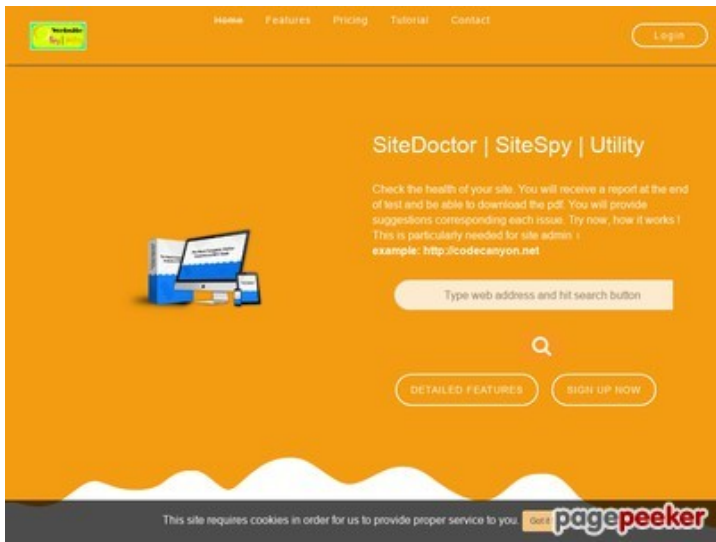 Home Features Pricing Tutorial Contact
Login
SiteDoctor | SiteSpy | Utility
Check the health of your site. You will receive a report at the end
of test and be able to download the pdf. You will provide
suggestions corresponding each issue. Try now, how it works !
This is particularly needed for site admin !
example: http://codecanyon.net
Type web address and hit search button
DETAILED FEATURES SIGN UP NOW
This site requires cookies in order for us to provide proper service to you. Got it
pagepeeker